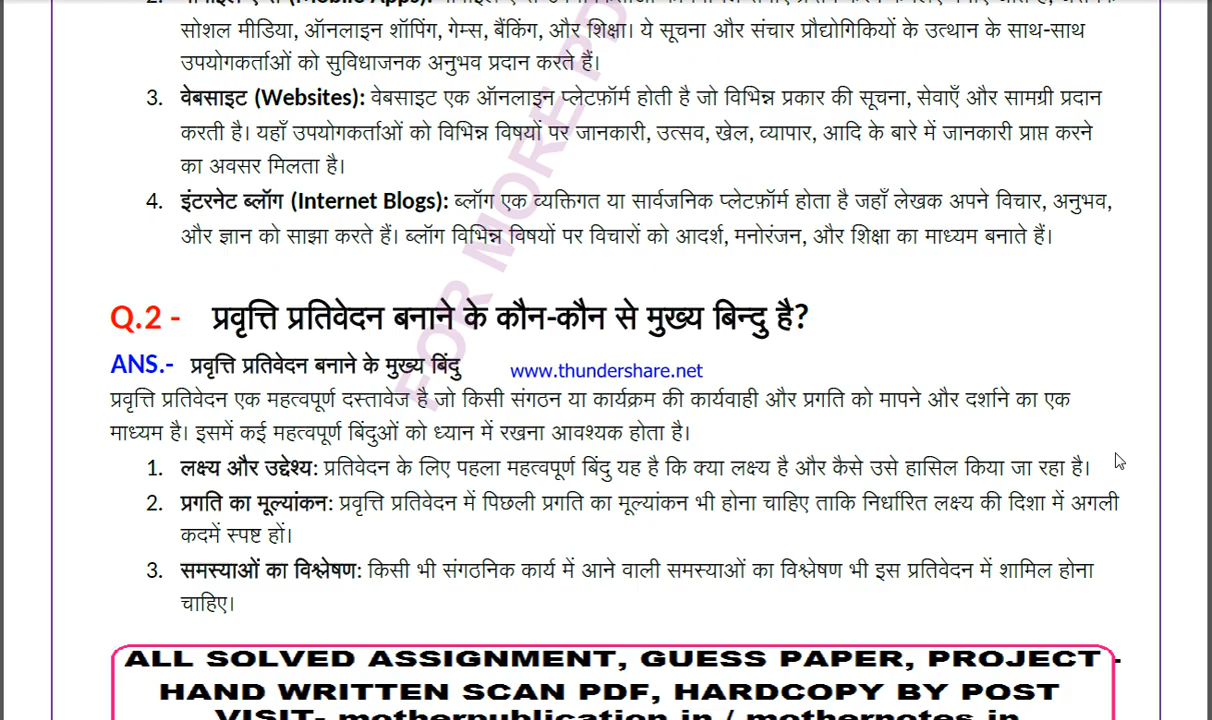 सोशल मीडिया, ऑनलाइन शॉपिंग, गेम्स, बैंकिंग, और शिक्षा। ये सूचना और संचार प्रौद्योगिकियों के उत्थान के साथ-साथ
उपयोगकर्ताओं को सुविधाजनक अनुभव प्रदान करते हैं।
3. वेबसाइट (Websites): वेबसाइट एक ऑनलाइन प्लेटफ़ॉर्म होती है जो विभिन्न प्रकार की सूचना, सेवाएँ और सामग्री प्रदान
करती है। यहाँ उपयोगकर्ताओं को विभिन्न विषयों पर जानकारी, उत्सव, खेल, व्यापार, आदि के बारे में जानकारी प्राप्त करने
का अवसर मिलता है।
4. इंटरनेट ब्लॉग (Internet Blogs): ब्लॉग एक व्यक्तिगत या सार्वजनिक प्लेटफ़ॉर्म होता है जहाँ लेखक अपने विचार, अनुभव,
और ज्ञान को साझा करते हैं। ब्लॉग विभिन्न विषयों पर विचारों को आदर्श, मनोरंजन, और शिक्षा का माध्यम बनाते हैं।
FOR MORE PD
Q.2 - प्रवृत्ति प्रतिवेदन बनाने के कौन-कौन से मुख्य बिन्दु है?
ANS.- प्रवृत्ति प्रतिवेदन बनाने के मुख्य बिंदु www.thundershare.net
प्रवृत्ति प्रतिवेदन एक महत्वपूर्ण दस्तावेज है जो किसी संगठन या कार्यक्रम की कार्यवाही और प्रगति को मापने और दर्शाने का एक
माध्यम है। इसमें कई महत्वपूर्ण बिंदुओं को ध्यान में रखना आवश्यक होता है।
1. लक्ष्य और उद्देश्य: प्रतिवेदन के लिए पहला महत्वपूर्ण बिंदु यह है कि क्या लक्ष्य है और कैसे उसे हासिल किया जा रहा है।
2. प्रगति का मूल्यांकन: प्रवृत्ति प्रतिवेदन में पिछली प्रगति का मूल्यांकन भी होना चाहिए ताकि निर्धारित लक्ष्य की दिशा में अगली
कदमें स्पष्ट हों।
3. समस्याओं का विश्लेषण: किसी भी संगठनिक कार्य में आने वाली समस्याओं का विश्लेषण भी इस प्रतिवेदन में शामिल होना
चाहिए।
ALL SOLVED ASSIGNMENT, GUESS PAPER, PROJECT -
HAND WRITTEN SCAN PDF, HARDCOPY BY POST
VISIT- motherpublication.in / mothernotes.in